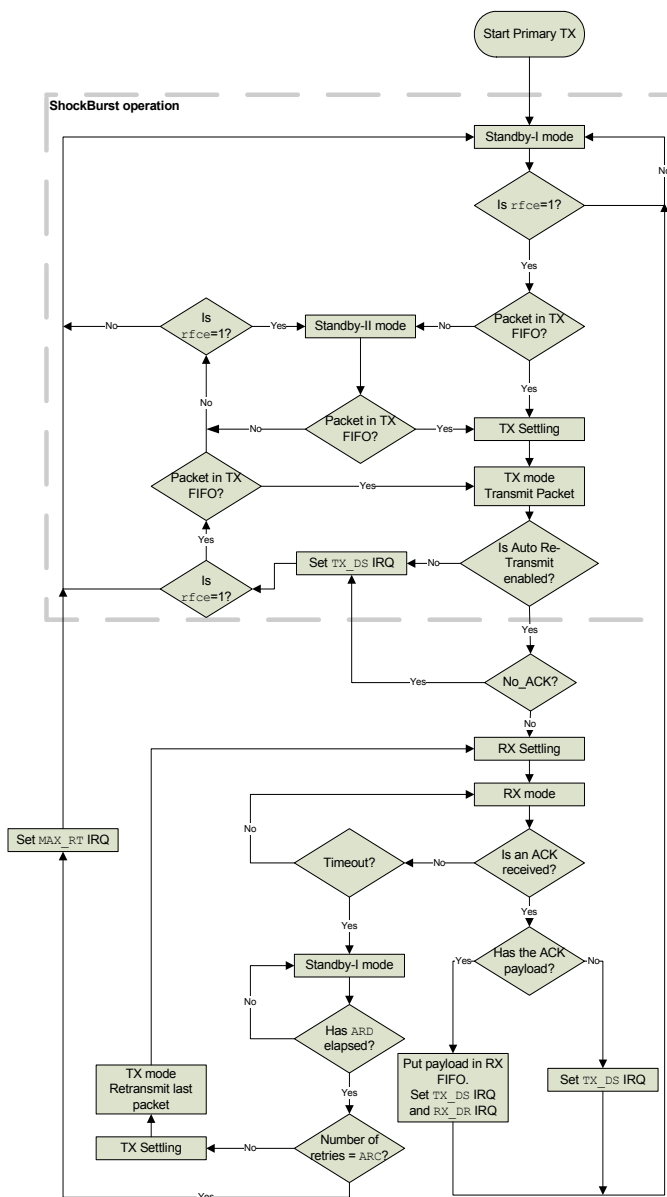 Start Primary TX
ShockBurst operation
Standby-I mode
No
Is rfce=1?
Yes
Is
rfce=1?
No
Yes
Standby-II mode
No
Packet in TX
FIFO?
Yes
No
Packet in TX
FIFO?
No
Yes
TX Settling
Packet in TX
FIFO?
Yes
TX mode
Transmit Packet
Yes
Is
rfce=1?
Set TX_DS IRQ
No
Is Auto Re-
Transmit
enabled?
Yes
Yes
No_ACK?
No
RX Settling
RX mode
Set MAX_RT IRQ
No
Timeout?
No
Is an ACK
received?
Yes
Yes
Standby-I mode
Yes
Has the ACK
payload?
No
No
Has ARD
elapsed?
TX mode
Retransmit last
packet
Put payload in RX
FIFO.
Set TX_DS IRQ
and RX_DR IRQ
Set TX_DS IRQ
Yes
TX Settling
No
Number of
retries = ARC?
Yes